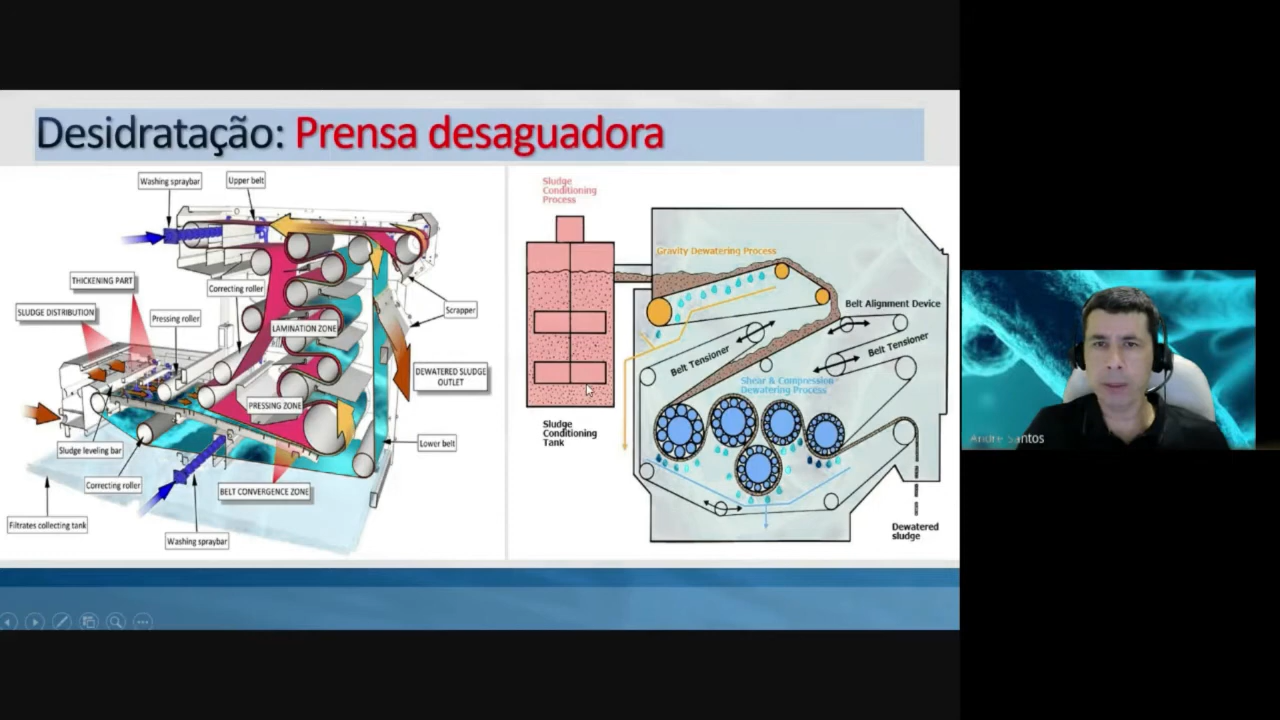 Desidratação: Prensa desaguadora
Washing spraybar
Upper belt
THICKENING PART
Correcting roller
SLUDGE DISTRIBUTION
Pressing roller
Scrapper
LAMINATION ZONE
DEWATERED SLUDGE
OUTLET
PRESSING ZONE
Sludge leveling bar
Lower belt
Correcting roller
BELT CONVERGENCE ZONE
Filtrates collecting tank
Washing spraybar
Sludge
Conditioning
Process
Gravity Dewatering Process
Belt Alignment Device
Belt Tensioner
Belt Tensioner
Shear & Compression
Dewatering Process
Sludge
Conditioning
Tank
Dewatered
sludge
André Santos